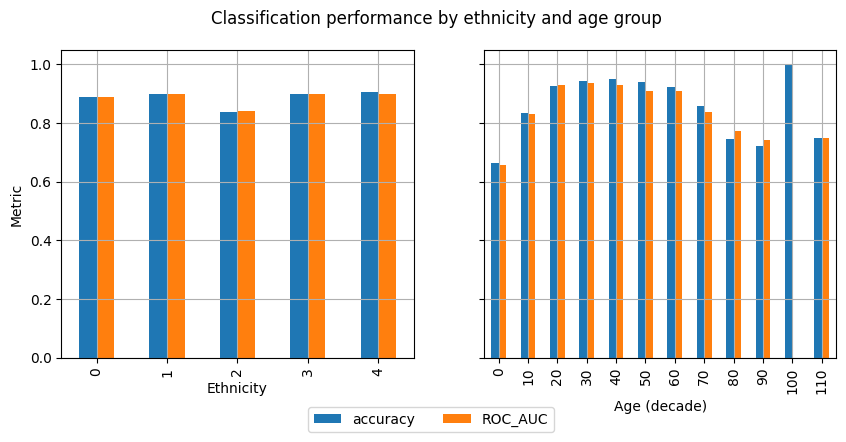 Classification performance by ethnicity and age group
Metric
1.0
0.8
0.6
0.4
0.2
0.0
0 1 2 3 4
Ethnicity
0 10 20 30 40 50 60 70 80 90 100 110
Age (decade)
accuracy ROC_AUC